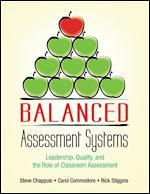 BALANCED
Assessment Systems
Leadership, Quality, and
the Role of Classroom Assessment
Steve Chappuis • Carol Commodore • Rick Stiggins